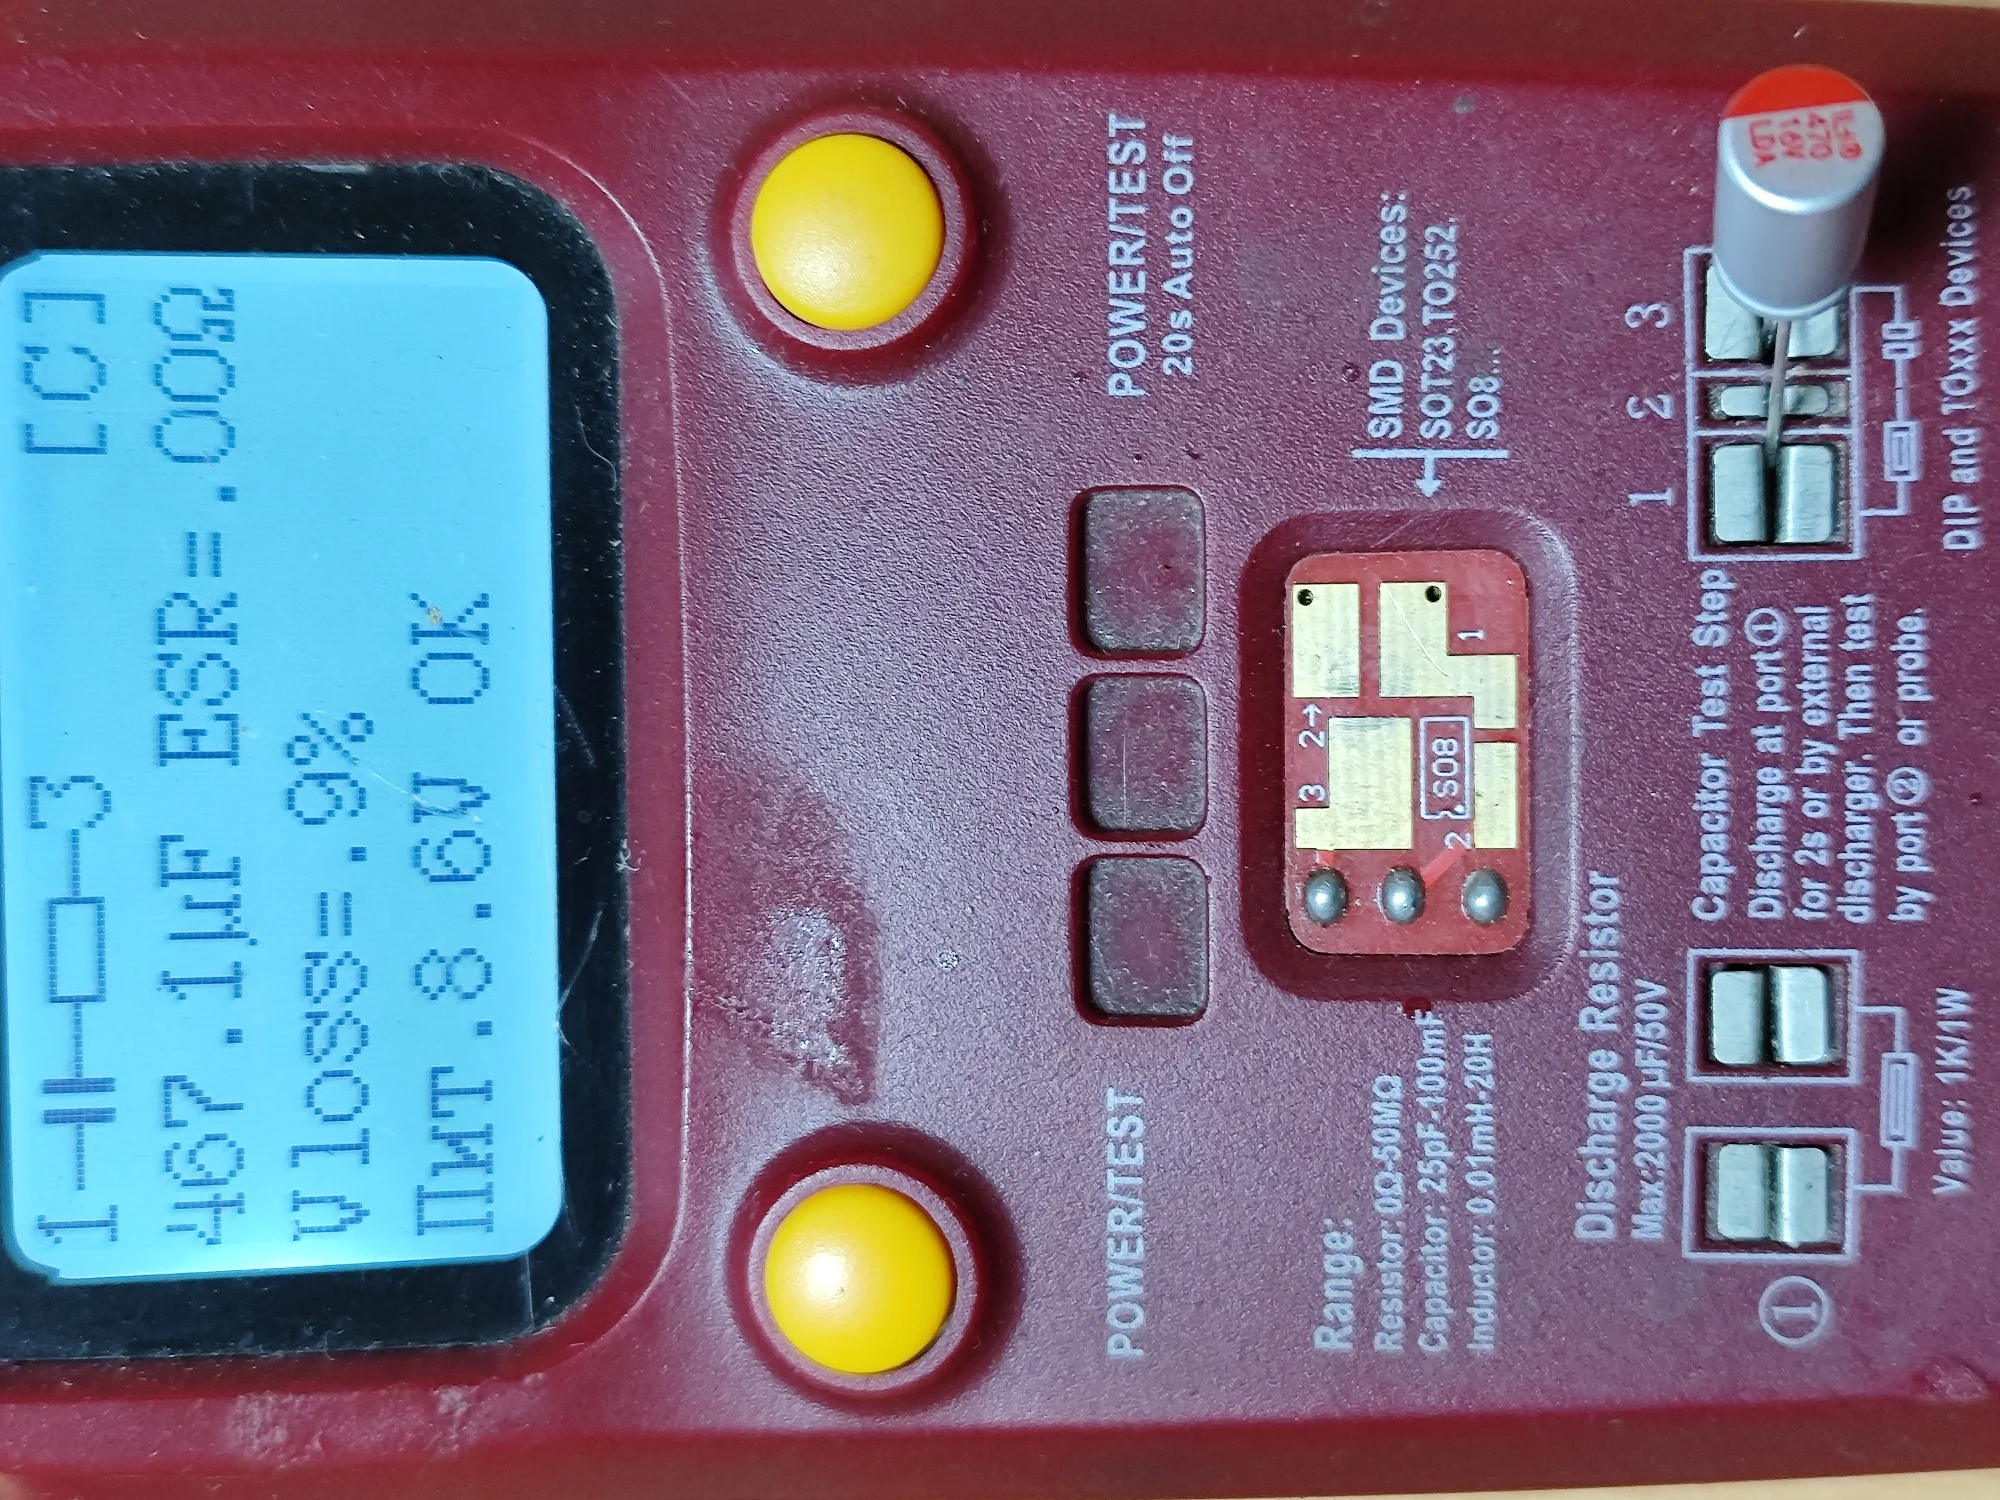 1 3 [C]
467.1µF ESR=.00Ω
Vloss=.9%
Пит.8.6V OK
POWER/TEST
POWER/TEST
20s Auto Off
Range:
Resistor: 0Ω-50MΩ
Capacitor: 25pF-100mF
Inductor: 0.01mH-20H
3 2→
2 SO8 1
SMD Devices:
SOT23.TO252.
SO8...
Discharge Resistor
Max:2000µF/50V
①
Value: 1K/1W
Capacitor Test Step
Discharge at port①
for 2s or by external
discharger. Then test
by port② or probe.
1 2 3
DIP and TOxxx Devices
470
16V
LDA